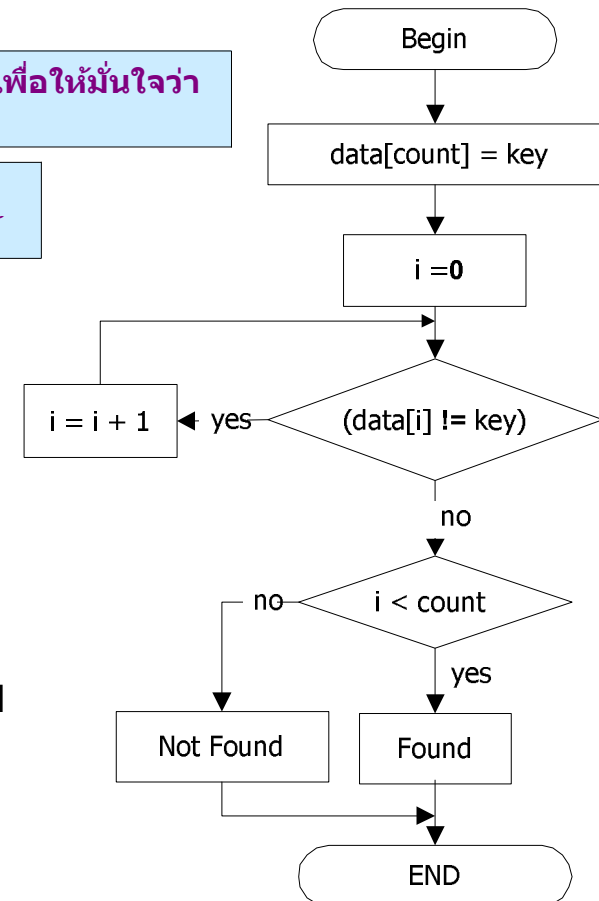 Begin
เพื่อให้มั่นใจว่า
data[count] = key
i =0
i = i + 1
yes
(data[i] != key)
no
no
i < count
yes
Not Found
Found
END